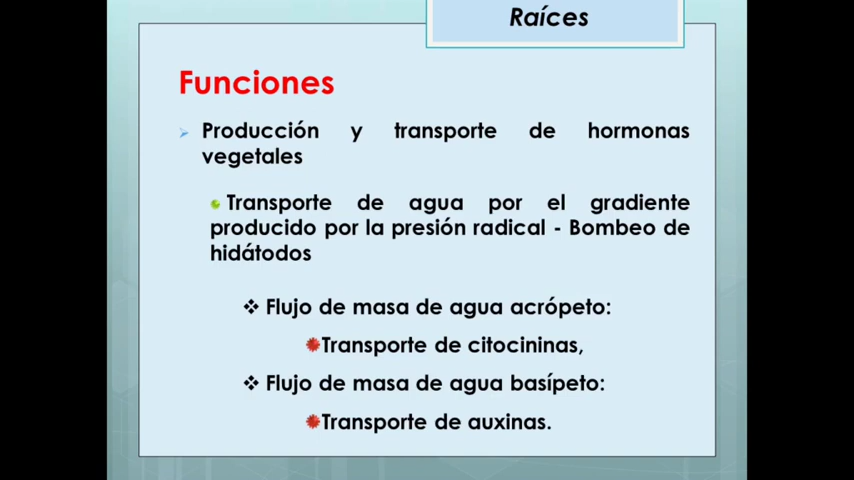 Raíces
Funciones
Producción y transporte de hormonas
vegetales
Transporte de agua por el gradiente
producido por la presión radical - Bombeo de
hidátodos
Flujo de masa de agua acrópeto:
Transporte de citocininas,
Flujo de masa de agua basípeto:
Transporte de auxinas.